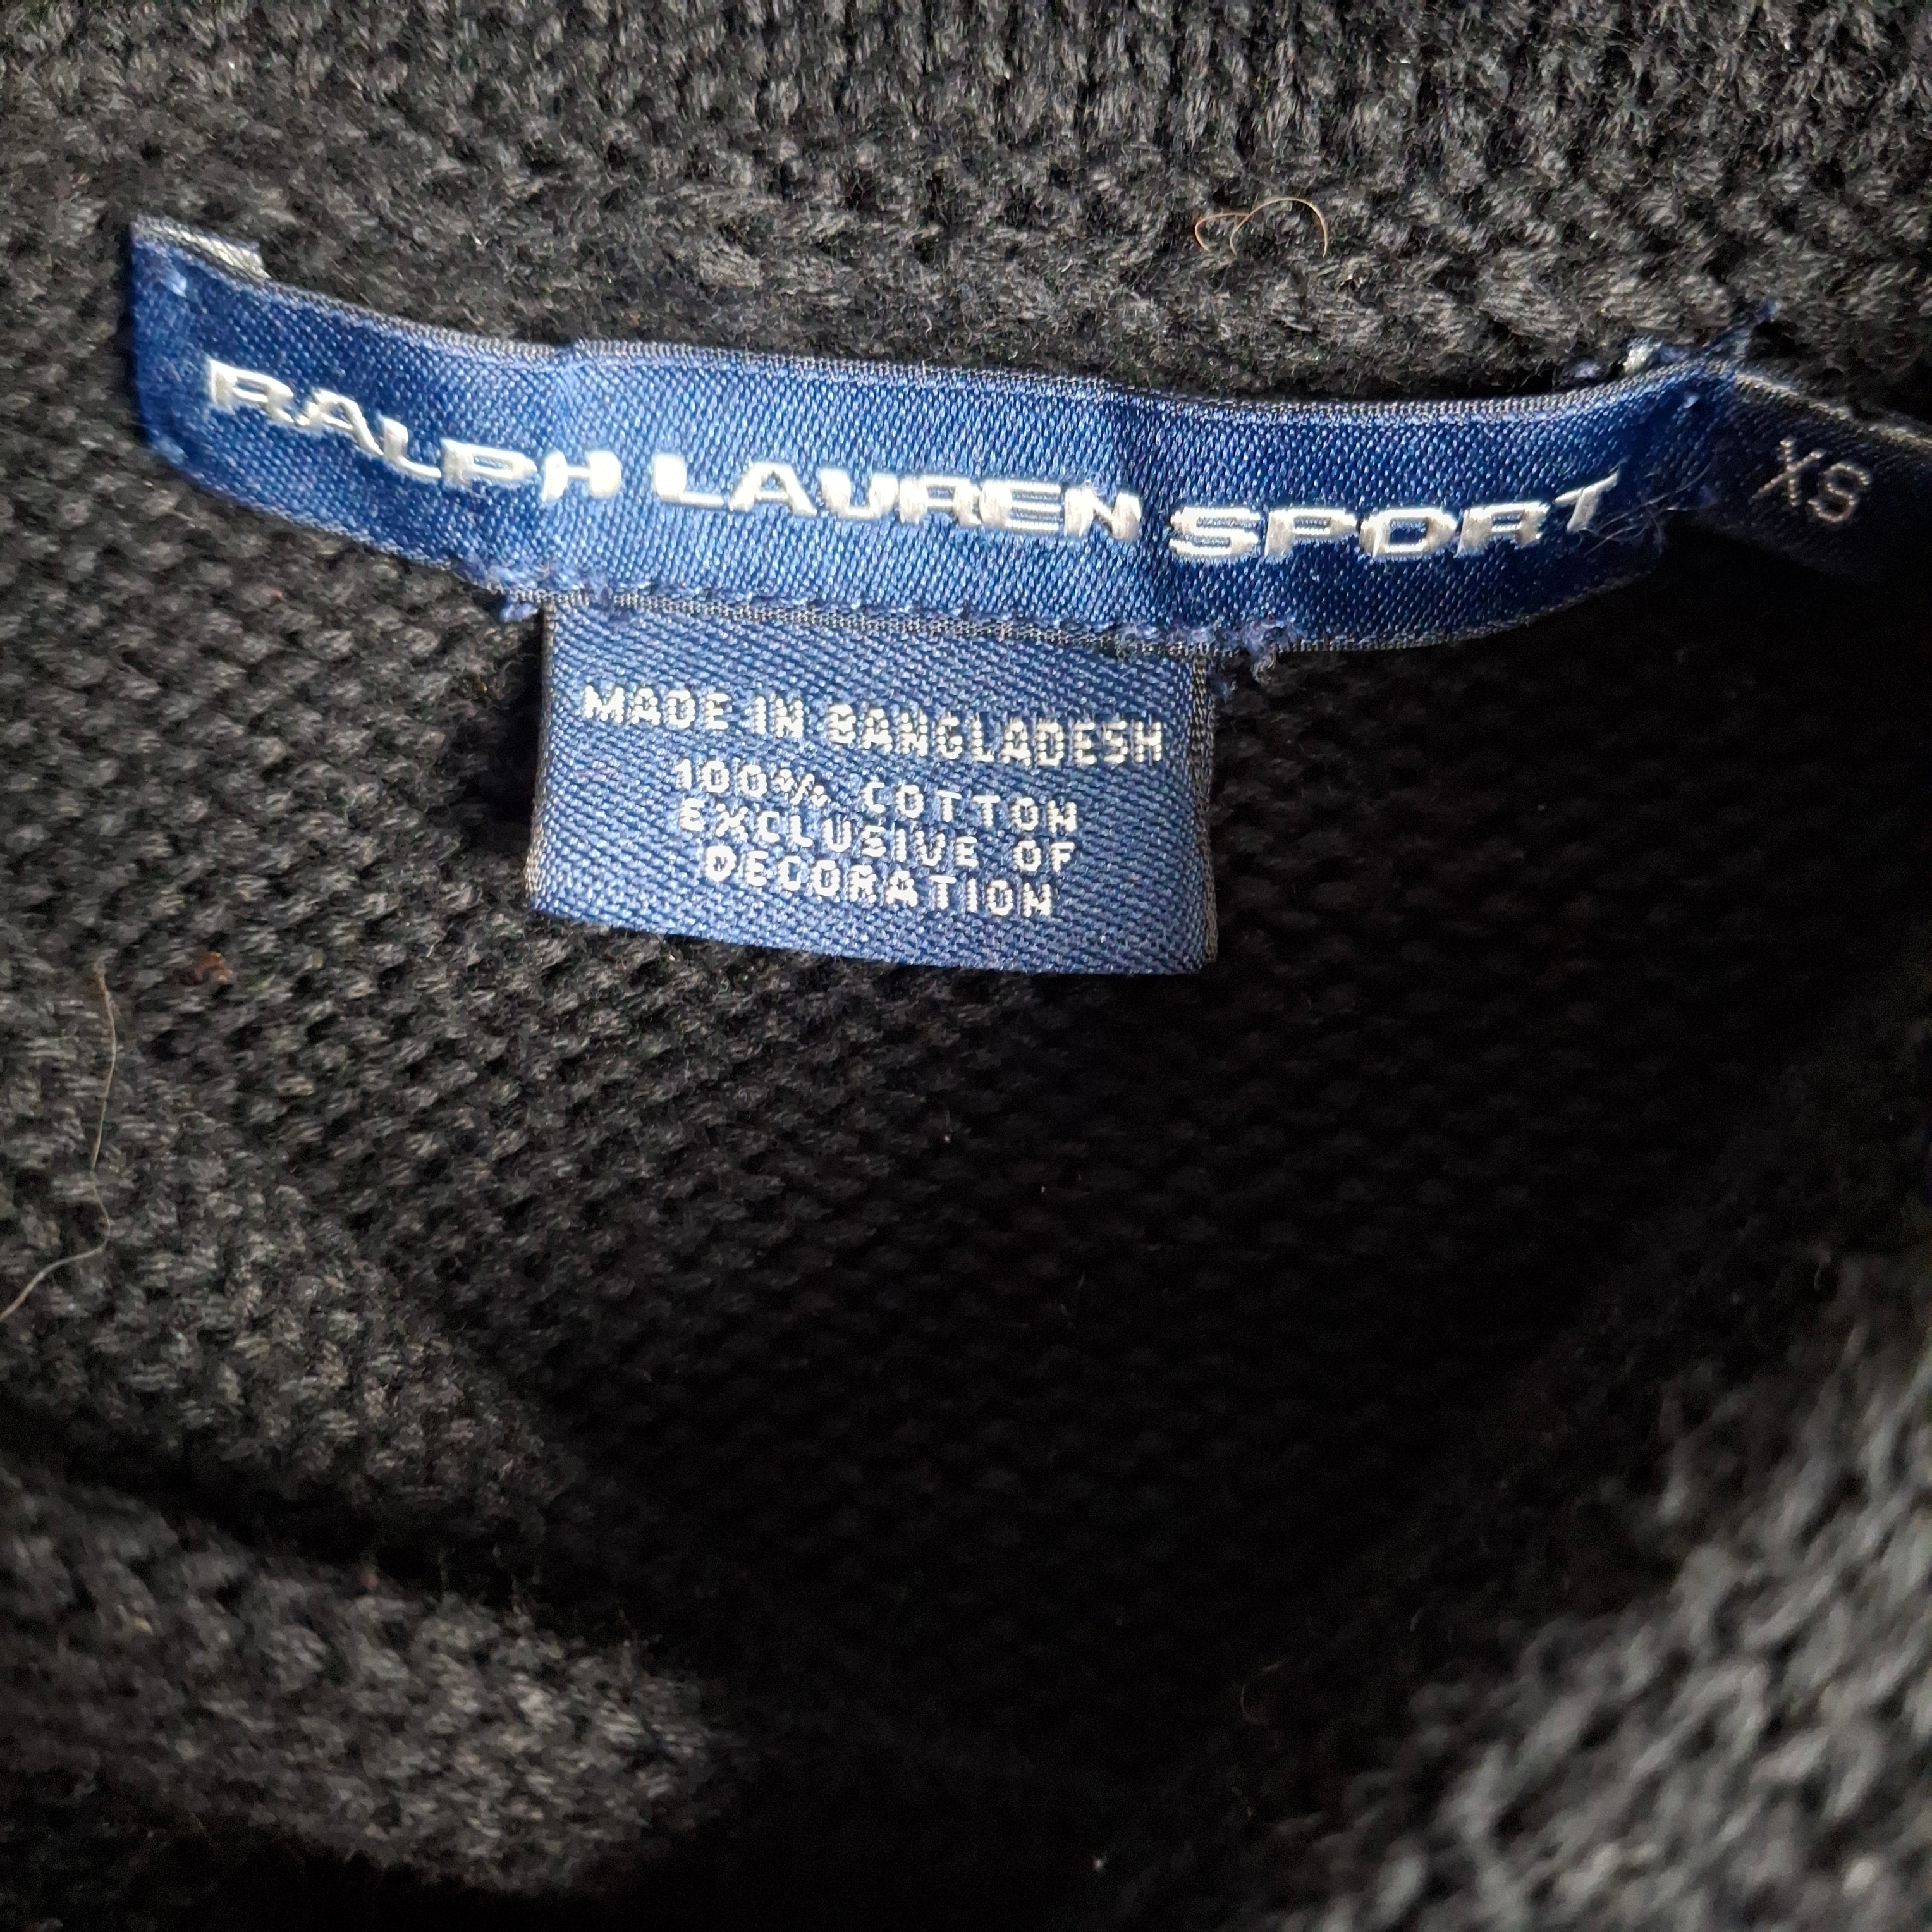 RALPH LAUREN SPORT
XS
MADE IN BANGLADESH
100% COTTON
EXCLUSIVE OF
DECORATION